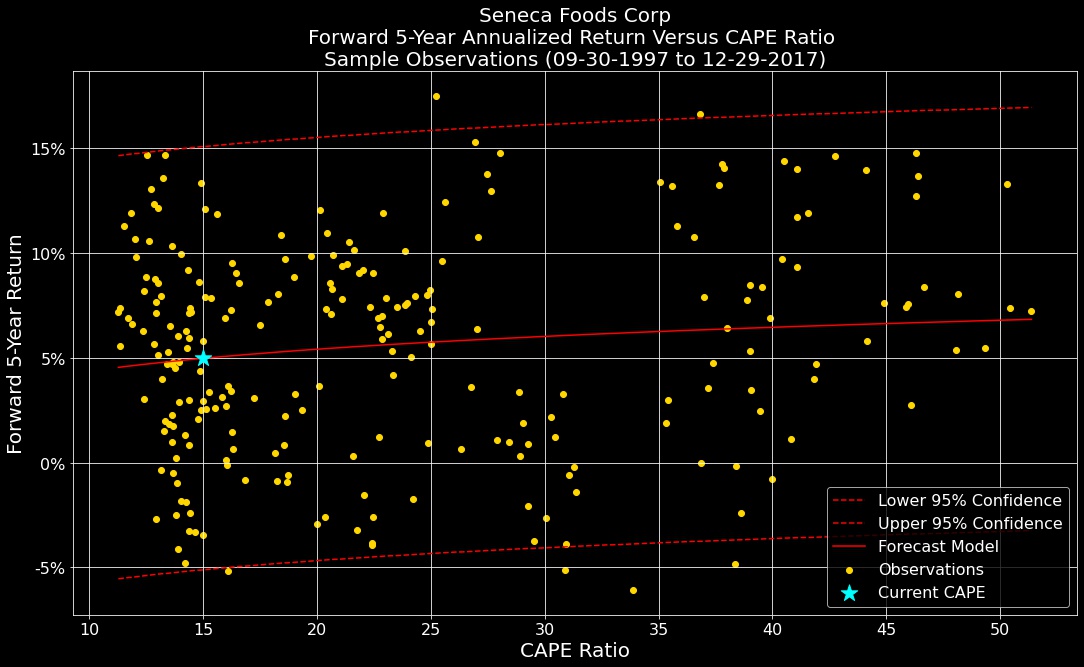 Seneca Foods Corp
Forward 5-Year Annualized Return Versus CAPE Ratio
Sample Observations (09-30-1997 to 12-29-2017)
Forward 5-Year Return
15%
10%
5%
0%
-5%
Lower 95% Confidence
Upper 95% Confidence
Forecast Model
Observations
Current CAPE
10 15 20 25 30 35 40 45 50
CAPE Ratio